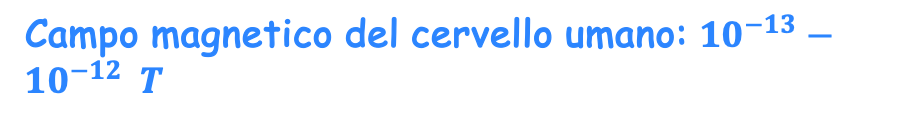 Campo magnetico del cervello umano: 10⁻¹³ –
10⁻¹² T